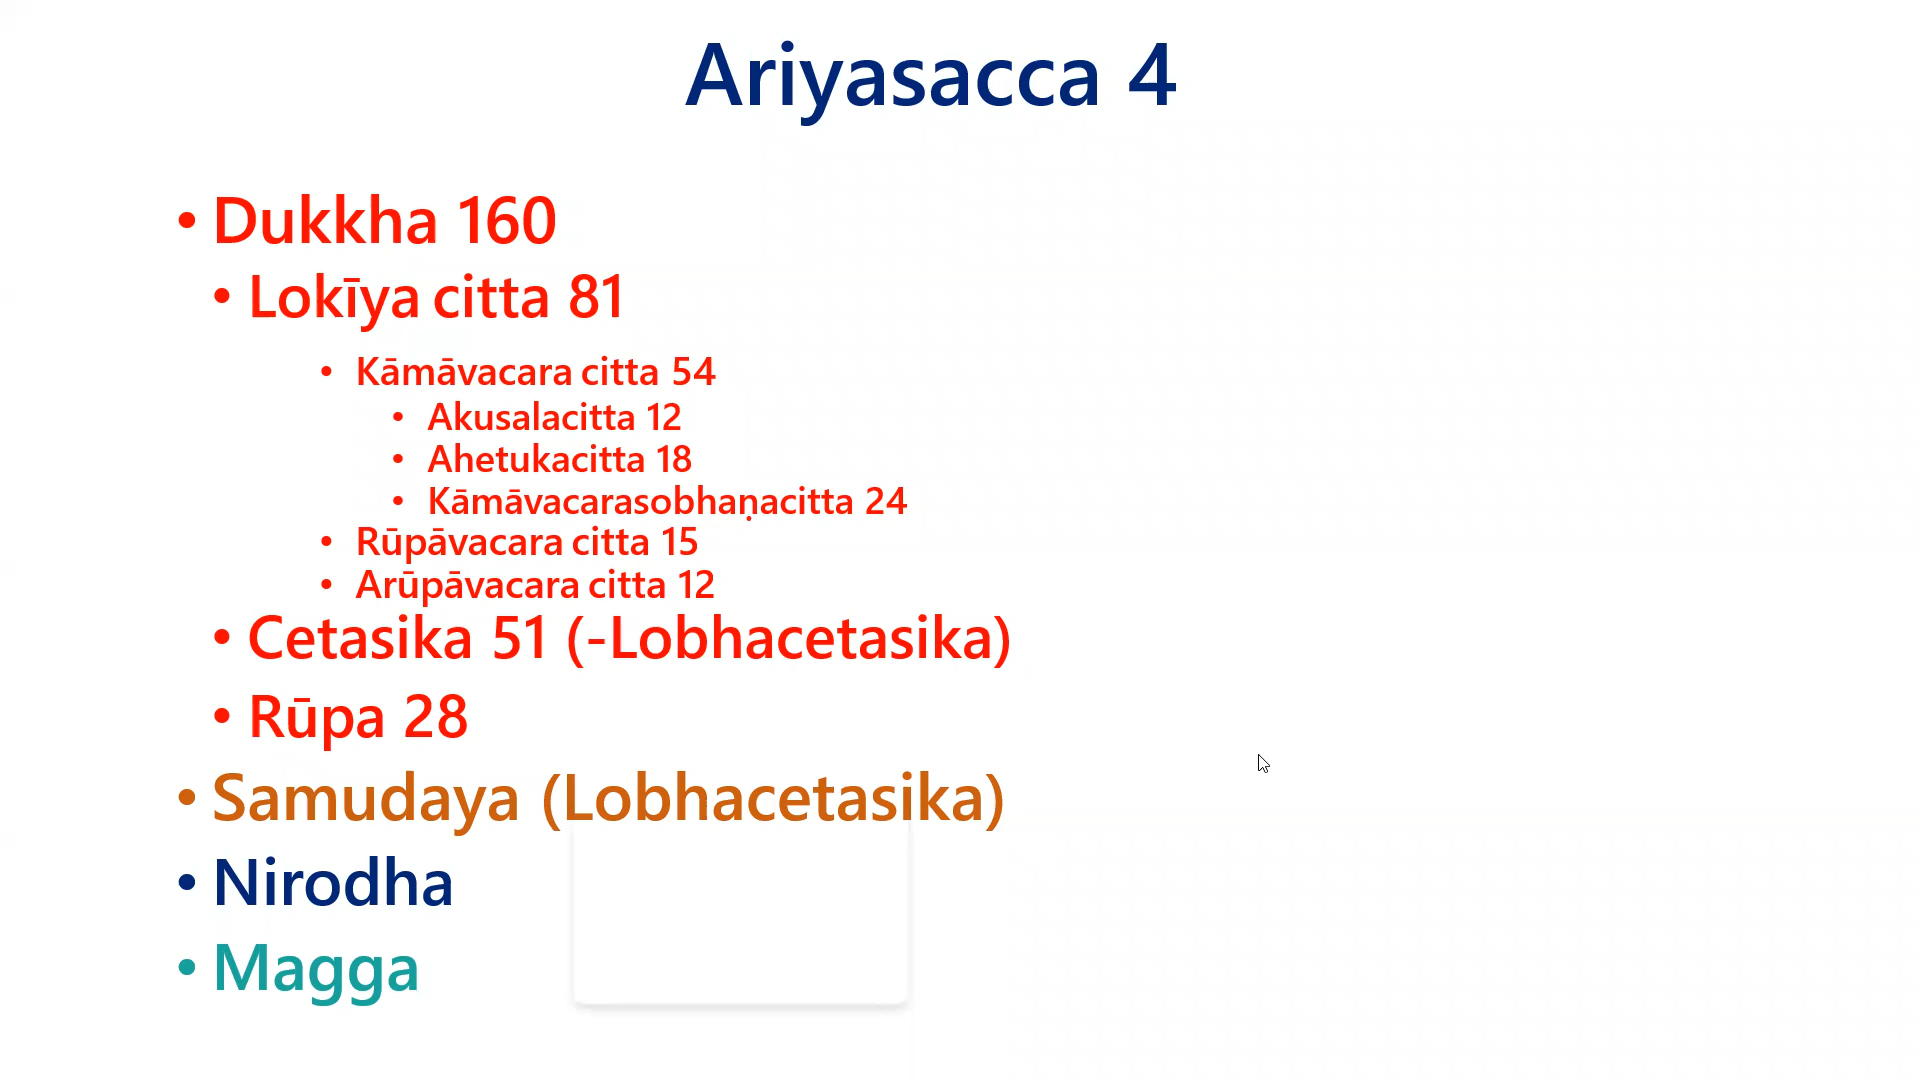 Ariyasacca 4
• Dukkha 160
• Lokīya citta 81
• Kāmāvacara citta 54
• Akusalacitta 12
• Ahetukacitta 18
• Kāmāvacarasobhaṇacitta 24
• Rūpāvacara citta 15
• Arūpāvacara citta 12
• Cetasika 51 (-Lobhacetasika)
• Rūpa 28
• Samudaya (Lobhacetasika)
• Nirodha
• Magga